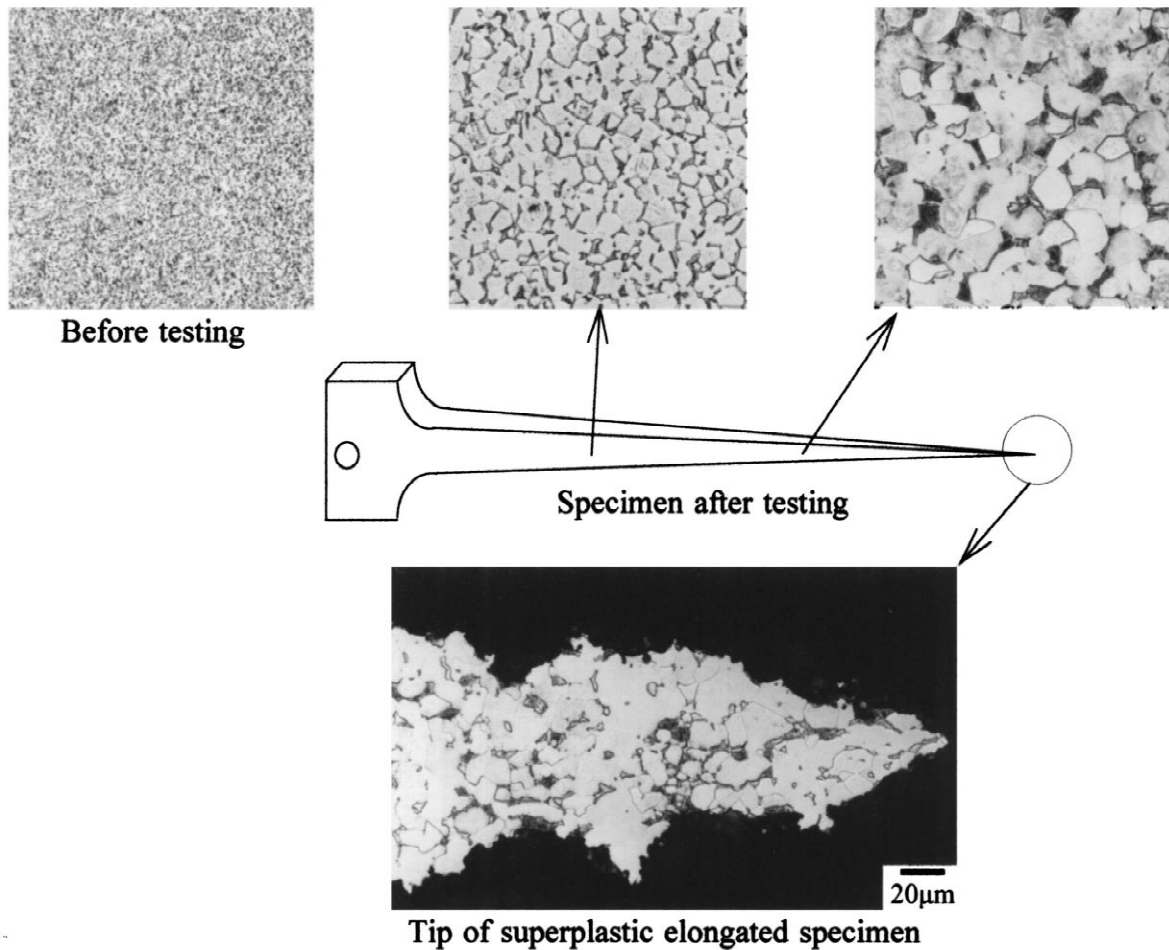 Before testing
Specimen after testing
20µm
Tip of superplastic elongated specimen